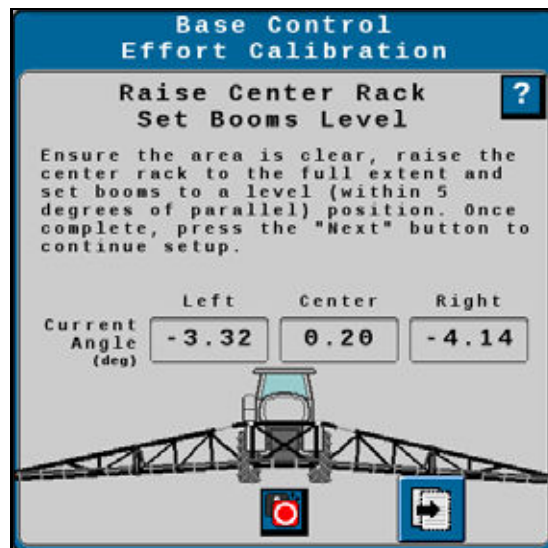 Base Control
Effort Calibration
Raise Center Rack
Set Booms Level
?
Ensure the area is clear, raise the
center rack to the full extent and
set booms to a level (within 5
degrees of parallel) position. Once
complete, press the "Next" button to
continue setup.
Left Center Right
Current
Angle
(deg)
-3.32 0.20 -4.14